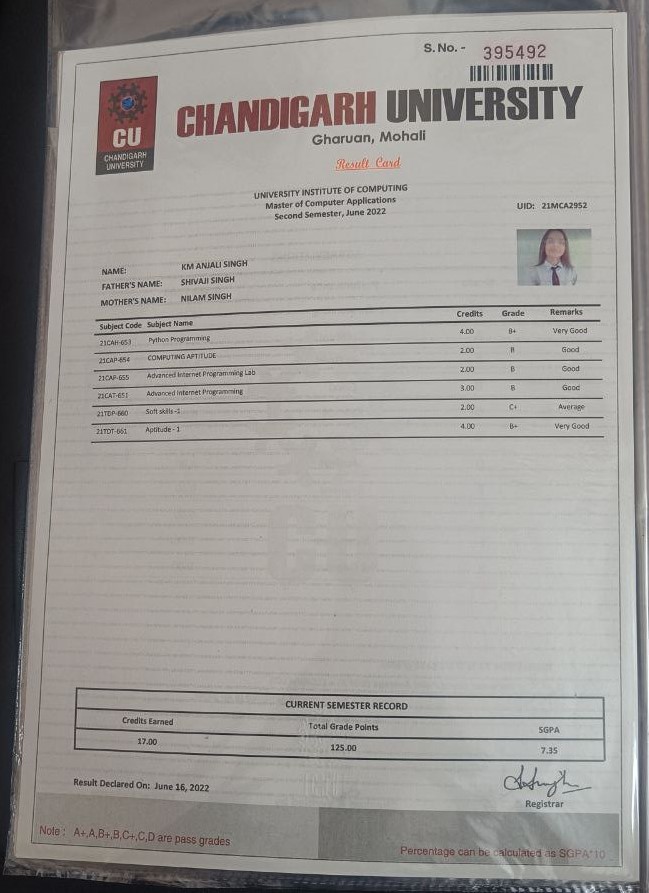 S. No. - 395492
CU
CHANDIGARH
UNIVERSITY
CHANDIGARH UNIVERSITY
Gharuan, Mohali
Result Card
UNIVERSITY INSTITUTE OF COMPUTING
Master of Computer Applications
Second Semester, June 2022
UID: 21MCA2952
NAME: KM ANJALI SINGH
FATHER'S NAME: SHIVAJI SINGH
MOTHER'S NAME: NILAM SINGH
Subject Code Subject Name Credits Grade Remarks
21CAH-653 Python Programming 4.00 B+ Very Good
21CAP-654 COMPUTING APTITUDE 2.00 B Good
21CAP-655 Advanced Internet Programming Lab 2.00 B Good
21CAT-651 Advanced Internet Programming 3.00 B Good
21TDP-660 Soft skills -1 2.00 C+ Average
21TDT-661 Aptitude - 1 4.00 B+ Very Good
CURRENT SEMESTER RECORD
Credits Earned Total Grade Points SGPA
17.00 125.00 7.35
Result Declared On: June 16, 2022
Registrar
Note : A+,A,B+,B,C+,C,D are pass grades
Percentage can be calculated as SGPA*10